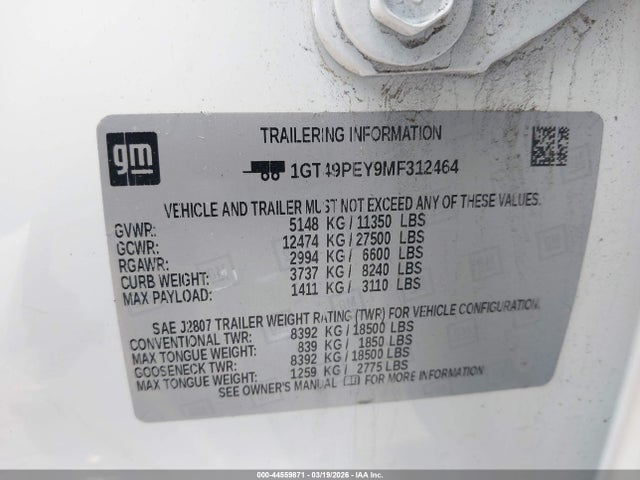 gm
TRAILERING INFORMATION
1GT49PEY9MF312464
VEHICLE AND TRAILER MUST NOT EXCEED ANY OF THESE VALUES.
GVWR: 5148 KG / 11350 LBS
GCWR: 12474 KG / 27500 LBS
RGAWR: 2994 KG / 6600 LBS
CURB WEIGHT: 3737 KG / 8240 LBS
MAX PAYLOAD: 1411 KG / 3110 LBS
SAE J2807 TRAILER WEIGHT RATING (TWR) FOR VEHICLE CONFIGURATION.
CONVENTIONAL TWR: 8392 KG / 18500 LBS
MAX TONGUE WEIGHT: 839 KG / 1850 LBS
GOOSENECK TWR: 8392 KG / 18500 LBS
MAX TONGUE WEIGHT: 1259 KG / 2775 LBS
SEE OWNER'S MANUAL FOR MORE INFORMATION
000-44559871 - 03/19/2026 - IAAI.COM